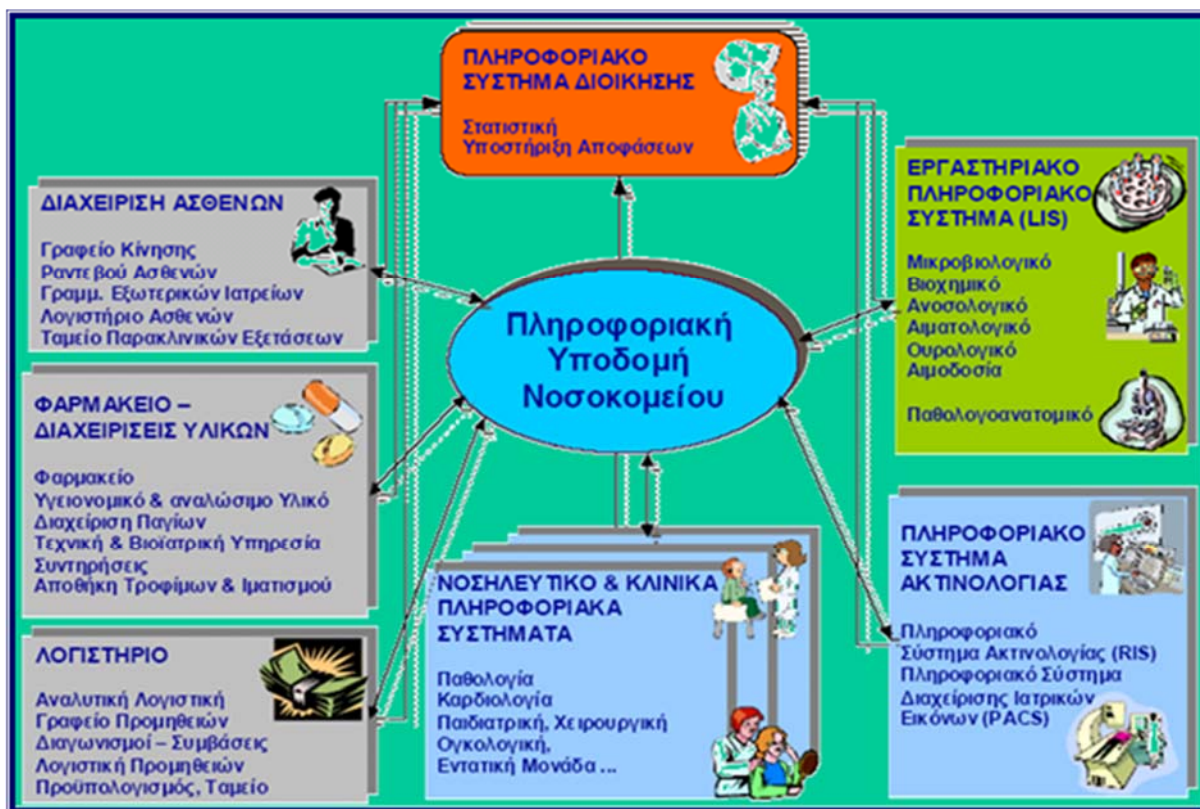 ΠΛΗΡΟΦΟΡΙΑΚΟ
ΣΥΣΤΗΜΑ ΔΙΟΙΚΗΣΗΣ
Στατιστική
Υποστήριξη Αποφάσεων
ΔΙΑΧΕΙΡΙΣΗ ΑΣΘΕΝΩΝ
Γραφείο Κίνησης
Ραντεβού Ασθενών
Γραμμ. Εξωτερικών Ιατρείων
Λογιστήριο Ασθενών
Ταμείο Παρακλινικών Εξετάσεων
ΦΑΡΜΑΚΕΙΟ –
ΔΙΑΧΕΙΡΙΣΕΙΣ ΥΛΙΚΩΝ
Φαρμακείο
Υγειονομικό & αναλώσιμο Υλικό
Διαχείριση Παγίων
Τεχνική & Βιοϊατρική Υπηρεσία
Συντηρήσεις
Αποθήκη Τροφίμων & Ιματισμού
ΛΟΓΙΣΤΗΡΙΟ
Αναλυτική Λογιστική
Γραφείο Προμηθειών
Διαγωνισμοί – Συμβάσεις
Λογιστική Προμηθειών
Προϋπολογισμός, Ταμείο
Πληροφοριακή
Υποδομή
Νοσοκομείου
ΝΟΣΗΛΕΥΤΙΚΟ & ΚΛΙΝΙΚΑ
ΠΛΗΡΟΦΟΡΙΑΚΑ
ΣΥΣΤΗΜΑΤΑ
Παθολογία
Καρδιολογία
Παιδιατρική, Χειρουργική
Ογκολογική,
Εντατική Μονάδα ...
ΕΡΓΑΣΤΗΡΙΑΚΟ
ΠΛΗΡΟΦΟΡΙΑΚΟ
ΣΥΣΤΗΜΑ (LIS)
Μικροβιολογικό
Βιοχημικό
Ανοσολογικό
Αιματολογικό
Ουρολογικό
Αιμοδοσία
Παθολογοανατομικό
ΠΛΗΡΟΦΟΡΙΑΚΟ
ΣΥΣΤΗΜΑ
ΑΚΤΙΝΟΛΟΓΙΑΣ
Πληροφοριακό
Σύστημα Ακτινολογίας (RIS)
Πληροφοριακό Σύστημα
Διαχείρισης Ιατρικών
Εικόνων (PACS)